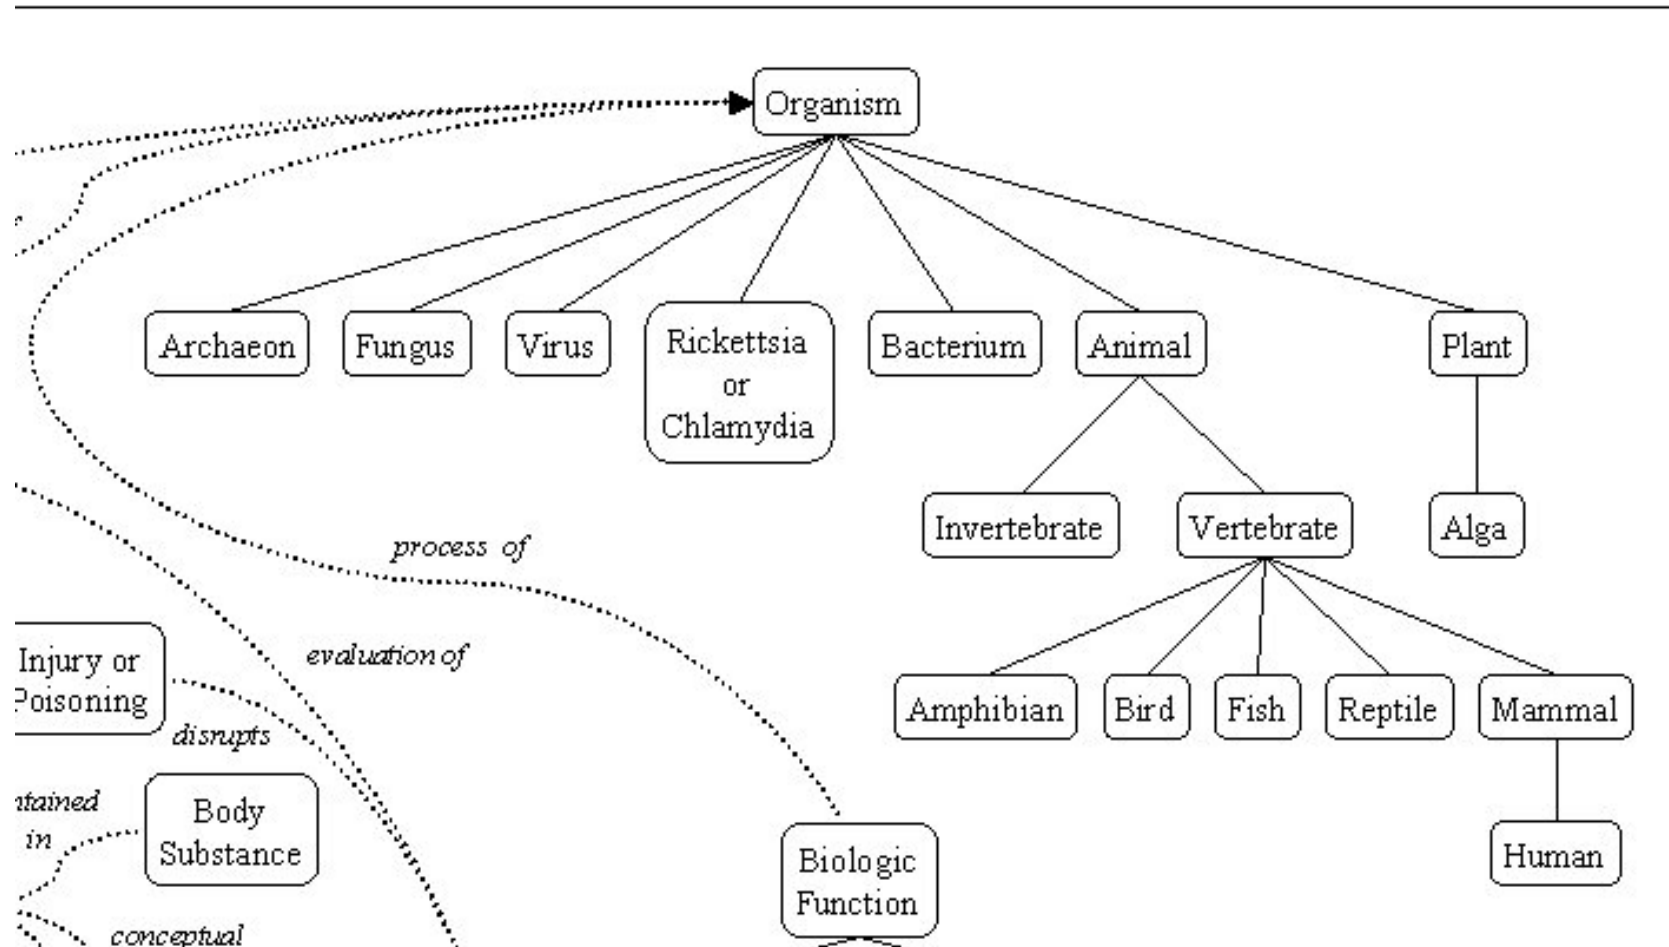 Organism
Archaeon
Fungus
Virus
Rickettsia
or
Chlamydia
Bacterium
Animal
Plant
Invertebrate
Vertebrate
Alga
process of
evaluation of
Injury or
Poisoning
disrupts
Amphibian
Bird
Fish
Reptile
Mammal
ntained
in
Body
Substance
Biologic
Function
Human
conceptual